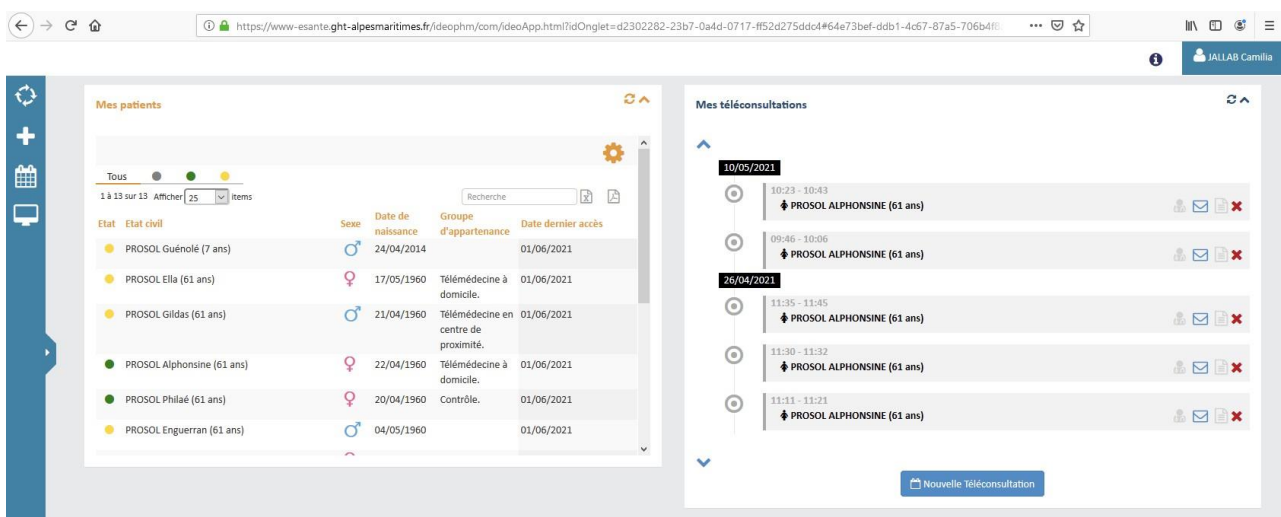 https://www-esante.ght-alpesmaritimes.fr/ideophm/com/ideoApp.html?idOnglet=d2302282-23b7-0a4d-0717-ff52d275ddc4#64e73bef-ddb1-4c67-87a5-706b4f8
JALLAB Camilia
Mes patients
Tous
1 à 13 sur 13 Afficher 25 items
Recherche
Etat Etat civil Sexe Date de naissance Groupe d'appartenance Date dernier accès
PROSOL Guénolé (7 ans) 24/04/2014 01/06/2021
PROSOL Ella (61 ans) 17/05/1960 Télémédecine à domicile. 01/06/2021
PROSOL Gildas (61 ans) 21/04/1960 Télémédecine en centre de proximité. 01/06/2021
PROSOL Alphonsine (61 ans) 22/04/1960 Télémédecine à domicile. 01/06/2021
PROSOL Philaé (61 ans) 20/04/1960 Contrôle. 01/06/2021
PROSOL Enguerran (61 ans) 04/05/1960 01/06/2021
Mes téléconsultations
10/05/2021
10:23 - 10:43
PROSOL ALPHONSINE (61 ans)
09:46 - 10:06
PROSOL ALPHONSINE (61 ans)
26/04/2021
11:35 - 11:45
PROSOL ALPHONSINE (61 ans)
11:30 - 11:32
PROSOL ALPHONSINE (61 ans)
11:11 - 11:21
PROSOL ALPHONSINE (61 ans)
Nouvelle Téléconsultation